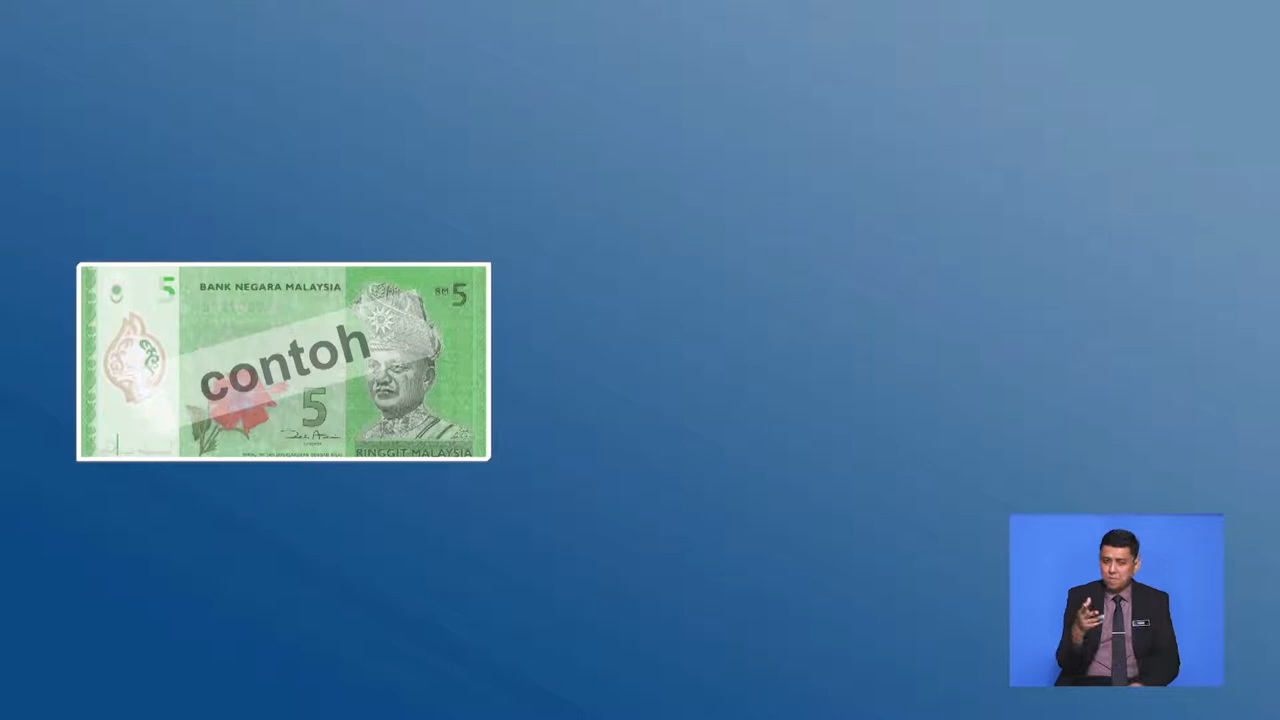 5
BANK NEGARA MALAYSIA
RM 5
contoh
5
RINGGIT MALAYSIA